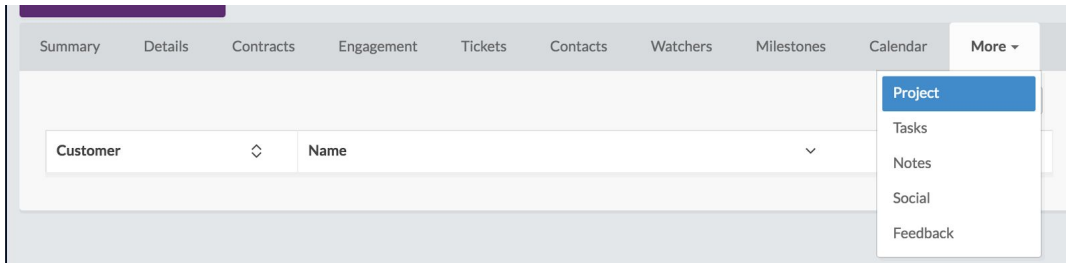 Summary Details Contracts Engagement Tickets Contacts Watchers Milestones Calendar More
Project
Tasks
Customer Name
Notes
Social
Feedback